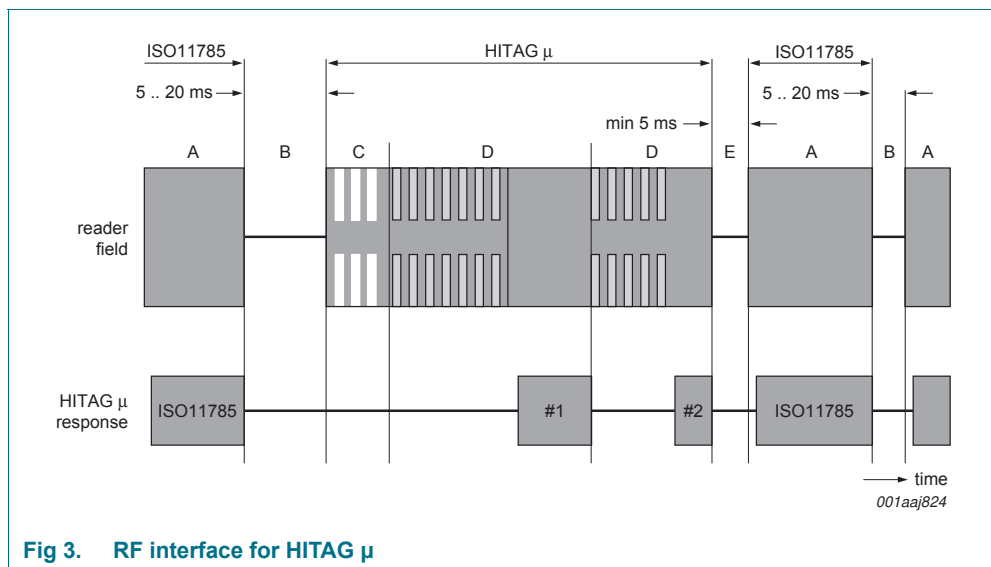 ISO11785 HITAG μ ISO11785
5 .. 20 ms 5 .. 20 ms
min 5 ms
A B C D D E A B A
reader
field
HITAG μ
response
ISO11785 #1 #2 ISO11785
time
001aaj824
Fig 3. RF interface for HITAG μ